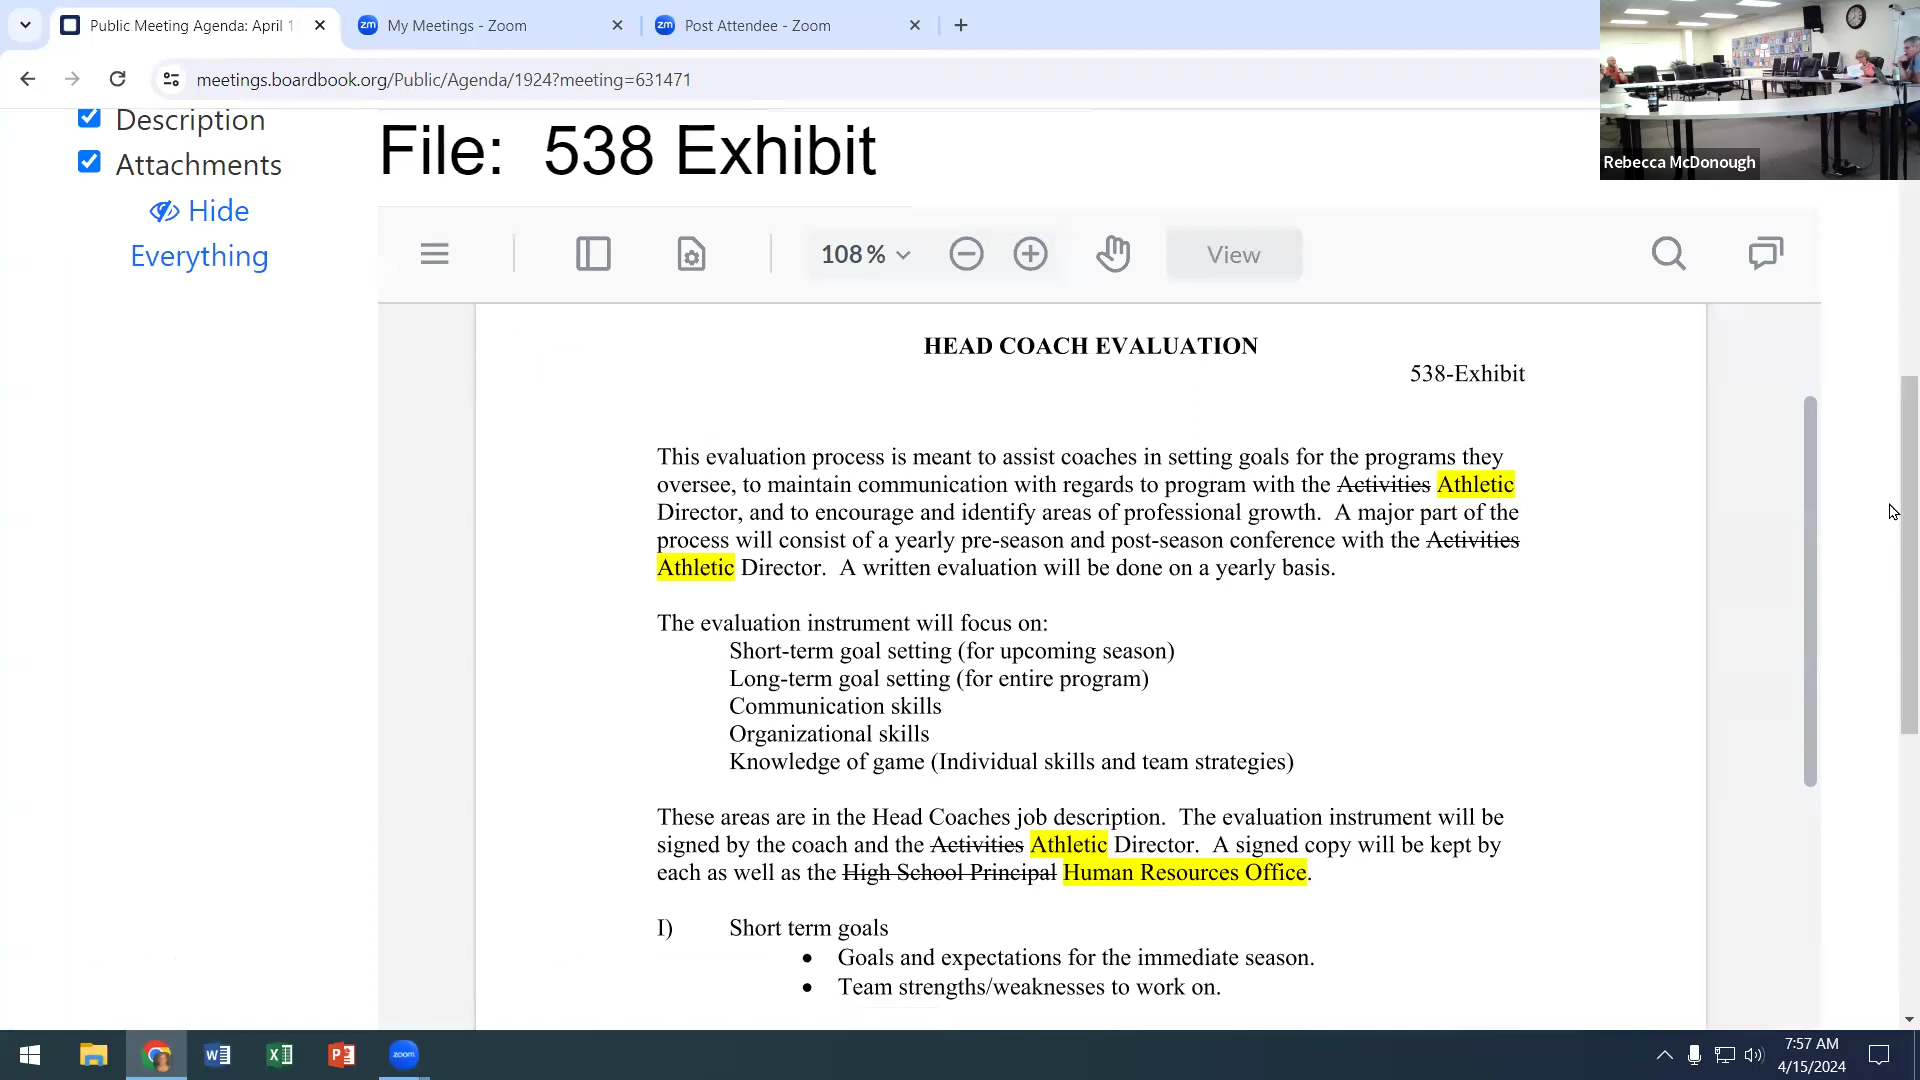 Public Meeting Agenda: April 1
My Meetings - Zoom
Post Attendee - Zoom
meetings.boardbook.org/Public/Agenda/1924?meeting=631471
Description
Attachments
Hide
Everything
File: 538 Exhibit
108%
View
Rebecca McDonough
HEAD COACH EVALUATION
538-Exhibit
This evaluation process is meant to assist coaches in setting goals for the programs they
oversee, to maintain communication with regards to program with the Activities Athletic
Director, and to encourage and identify areas of professional growth. A major part of the
process will consist of a yearly pre-season and post-season conference with the Activities
Athletic Director. A written evaluation will be done on a yearly basis.
The evaluation instrument will focus on:
Short-term goal setting (for upcoming season)
Long-term goal setting (for entire program)
Communication skills
Organizational skills
Knowledge of game (Individual skills and team strategies)
These areas are in the Head Coaches job description. The evaluation instrument will be
signed by the coach and the Activities Athletic Director. A signed copy will be kept by
each as well as the High School Principal Human Resources Office.
I) Short term goals
• Goals and expectations for the immediate season.
• Team strengths/weaknesses to work on.
zoom
7:57 AM
4/15/2024